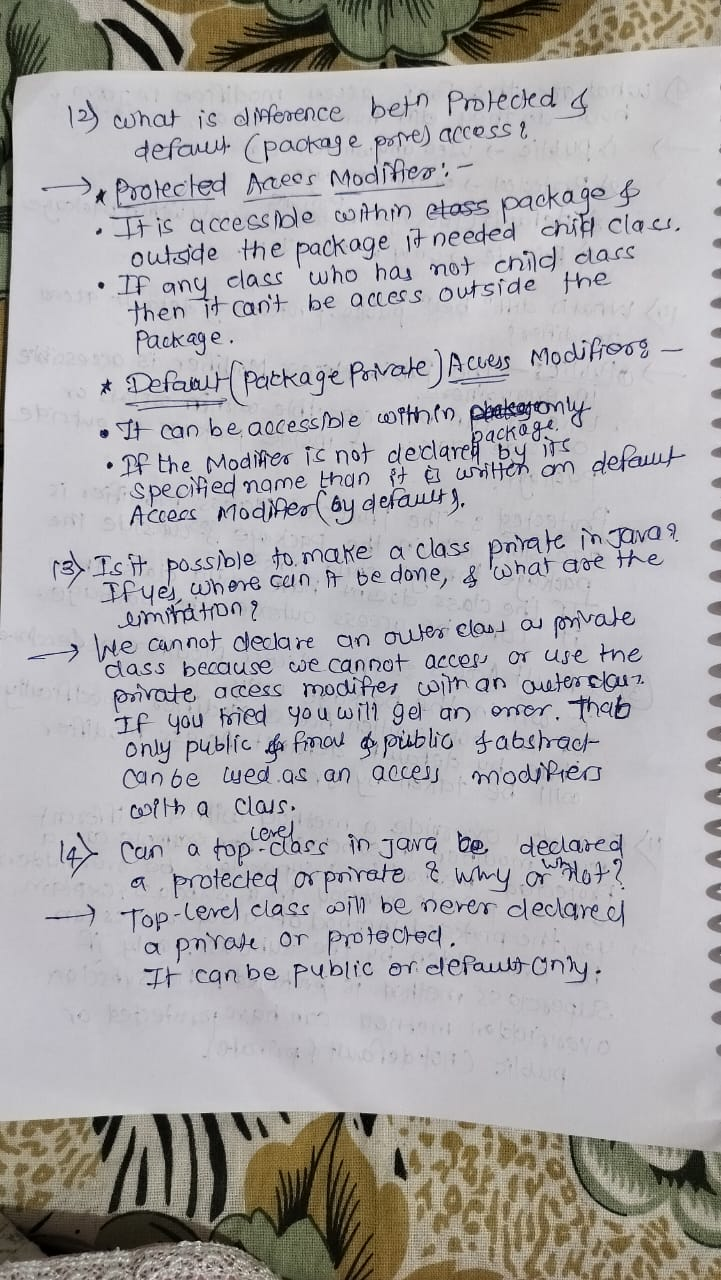 12) what is difference betn Protected &
default (package prive) access?
→ * Protected Acees Modifier:-
• It is accessible within class package &
outside the package it needed child class.
• If any class who has not child class
then it can't be access outside the
Package.
* Default (Package Private) Access Modifiers -
• It can be accessible within only
package.
• If the Modifier is not declared by its
specified name than it is written an default
Access Modifier (by default).
13) Is it possible to make a class private in Java?
If yes, where can it be done, & what are the
limitation?
→ We cannot declare an outer class as private
class because we cannot acces or use the
private access modifier with an outer class.
If you tried you will get an error. That
only public & final & public & abstract
can be used as an access modifiers
with a class.
14) Can a top-level class in Java be declared
a protected or private? Why or why Not?
→ Top-level class will be never declared
a private or protected.
It can be public or default only.